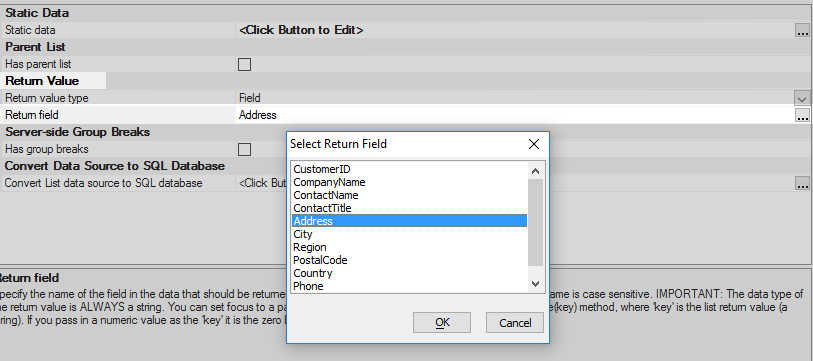 Static Data
Static data <Click Button to Edit> ...
Parent List
Has parent list
Return Value
Return value type Field
Return field Address ...
Server-side Group Breaks
Has group breaks
Convert Data Source to SQL Database
Convert List data source to SQL database <Click But ...
Select Return Field
CustomerID
CompanyName
ContactName
ContactTitle
Address
City
Region
PostalCode
Country
Phone
OK Cancel
Return field
pecify the name of the field in the data that should be returne ame is case sensitive. IMPORTANT: The data type of
he return value is ALWAYS a string. You can set focus to a pa e(key) method, where 'key' is the list return value (a
ring). If you pass in a numeric value as the 'key' it is the zero